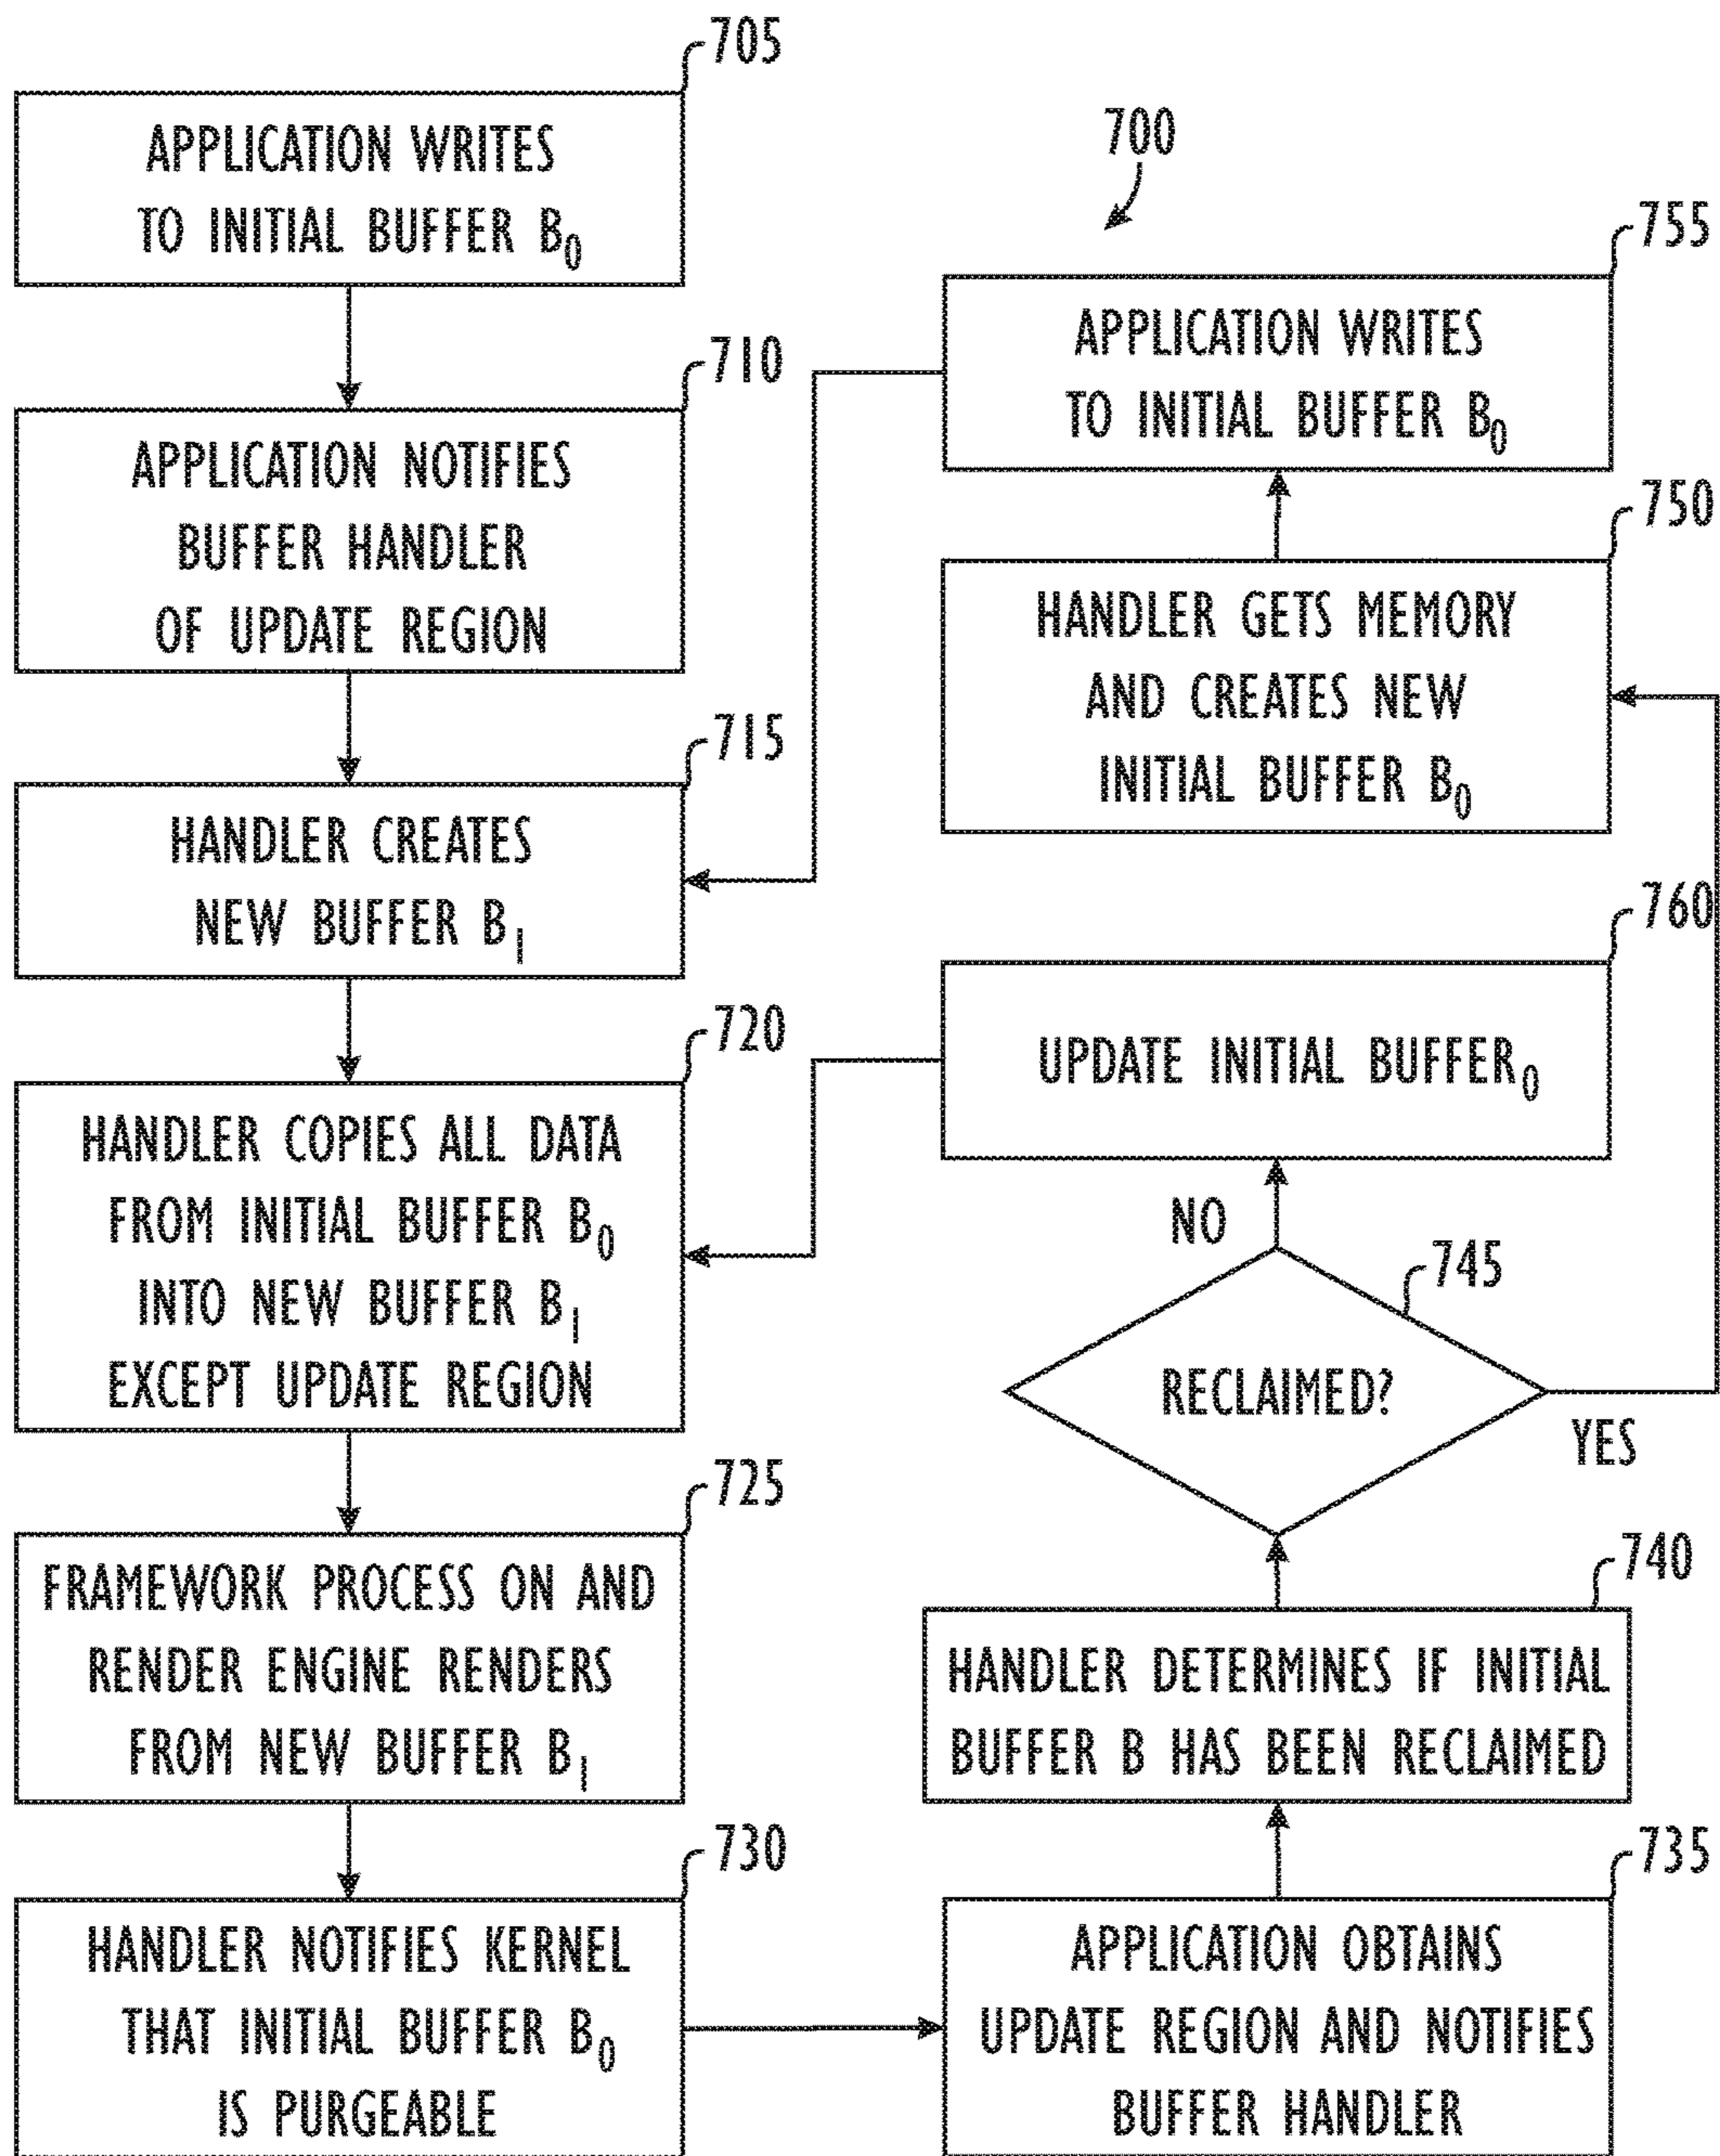 705
APPLICATION WRITES
TO INITIAL BUFFER B0
710
APPLICATION NOTIFIES
BUFFER HANDLER
OF UPDATE REGION
715
HANDLER CREATES
NEW BUFFER B1
720
HANDLER COPIES ALL DATA
FROM INITIAL BUFFER B0
INTO NEW BUFFER B1
EXCEPT UPDATE REGION
725
FRAMEWORK PROCESS ON AND
RENDER ENGINE RENDERS
FROM NEW BUFFER B1
730
HANDLER NOTIFIES KERNEL
THAT INITIAL BUFFER B0
IS PURGEABLE
700
755
APPLICATION WRITES
TO INITIAL BUFFER B0
750
HANDLER GETS MEMORY
AND CREATES NEW
INITIAL BUFFER B0
760
UPDATE INITIAL BUFFER0
NO
745
RECLAIMED?
YES
740
HANDLER DETERMINES IF INITIAL
BUFFER B HAS BEEN RECLAIMED
735
APPLICATION OBTAINS
UPDATE REGION AND NOTIFIES
BUFFER HANDLER